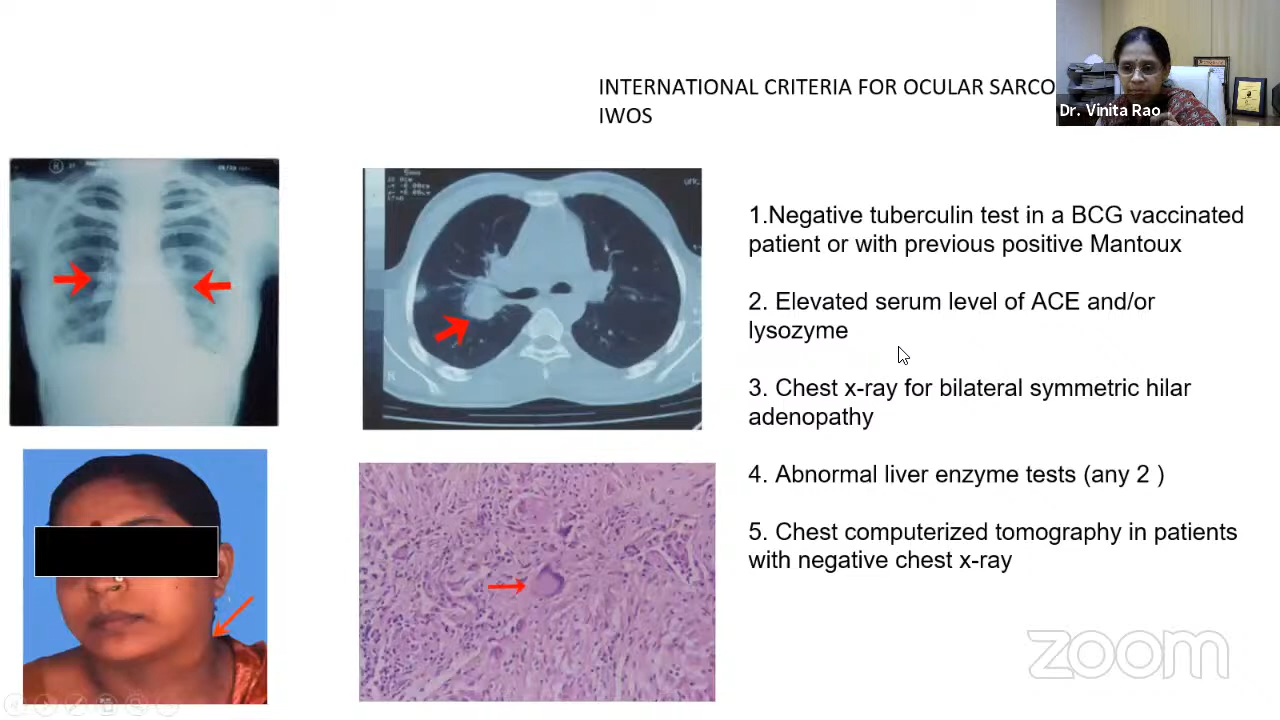 INTERNATIONAL CRITERIA FOR OCULAR SARCO
IWOS
Dr. Vinita Rao
1.Negative tuberculin test in a BCG vaccinated
patient or with previous positive Mantoux
2. Elevated serum level of ACE and/or
lysozyme
3. Chest x-ray for bilateral symmetric hilar
adenopathy
4. Abnormal liver enzyme tests (any 2 )
5. Chest computerized tomography in patients
with negative chest x-ray
zoom